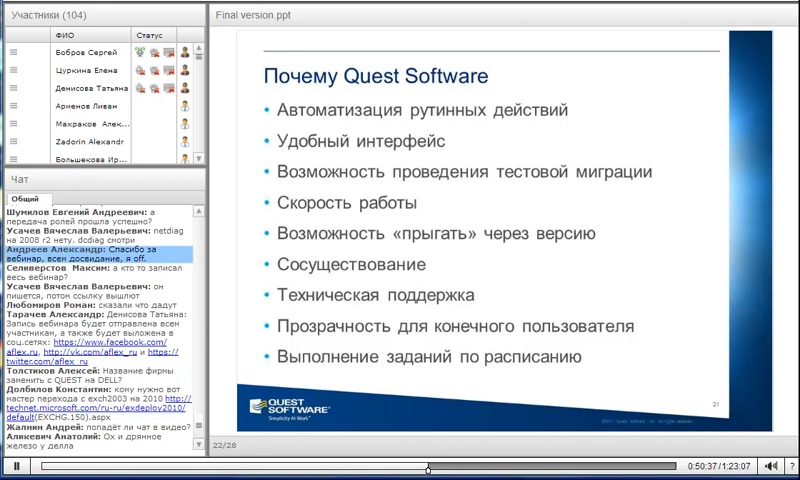 Участники (104)
ФИО
Статус
Бобров Сергей
Цуркина Елена
Денисова Татьяна
Арменов Ливан
Махраков Алек...
Zadorin Alexandr
Большекова Ир...
Чат
Общий
Шумилов Евгений Андреевич: а
передача ролей прошла успешно?
Усачев Вячеслав Валерьевич: netdiag
на 2008 r2 нету. dcdiag смотри
Андреев Александр: Спасибо за
вебинар, всен досвидание, я off.
Селиверстов Максим: а кто то записал
весь вебинар?
Усачев Вячеслав Валерьевич: он
пишется, потом ссылку вышлют
Любомиров Роман: сказали что дадут
Тарачев Александр: Денисова Татьяна:
Запись вебинара будет отправлена всем
участникам, а также будет выложена в
соц.сетях: https://www.facebook.com/
aflex.ru, http://vk.com/aflex_ru и https://
twitter.com/aflex_ru
Толстиков Алексей: Название фирмы
заменить с QUEST на DELL?
Долбилов Константин: кому нужно вот
мастер перехода с exch2003 на 2010 http://
technet.microsoft.com/ru-ru/exdeploy2010/
default(EXCHG.150).aspx
Жалнин Андрей: попадёт ли чат в видео?
Аликевич Анатолий: Ох и дрянное
железо у делла
Final version.ppt
Почему Quest Software
• Автоматизация рутинных действий
• Удобный интерфейс
• Возможность проведения тестовой миграции
• Скорость работы
• Возможность «прыгать» через версию
• Сосуществование
• Техническая поддержка
• Прозрачность для конечного пользователя
• Выполнение заданий по расписанию
QUEST
SOFTWARE
Simplicity At Work
21
22/28
0:50:37/1:23:07
?